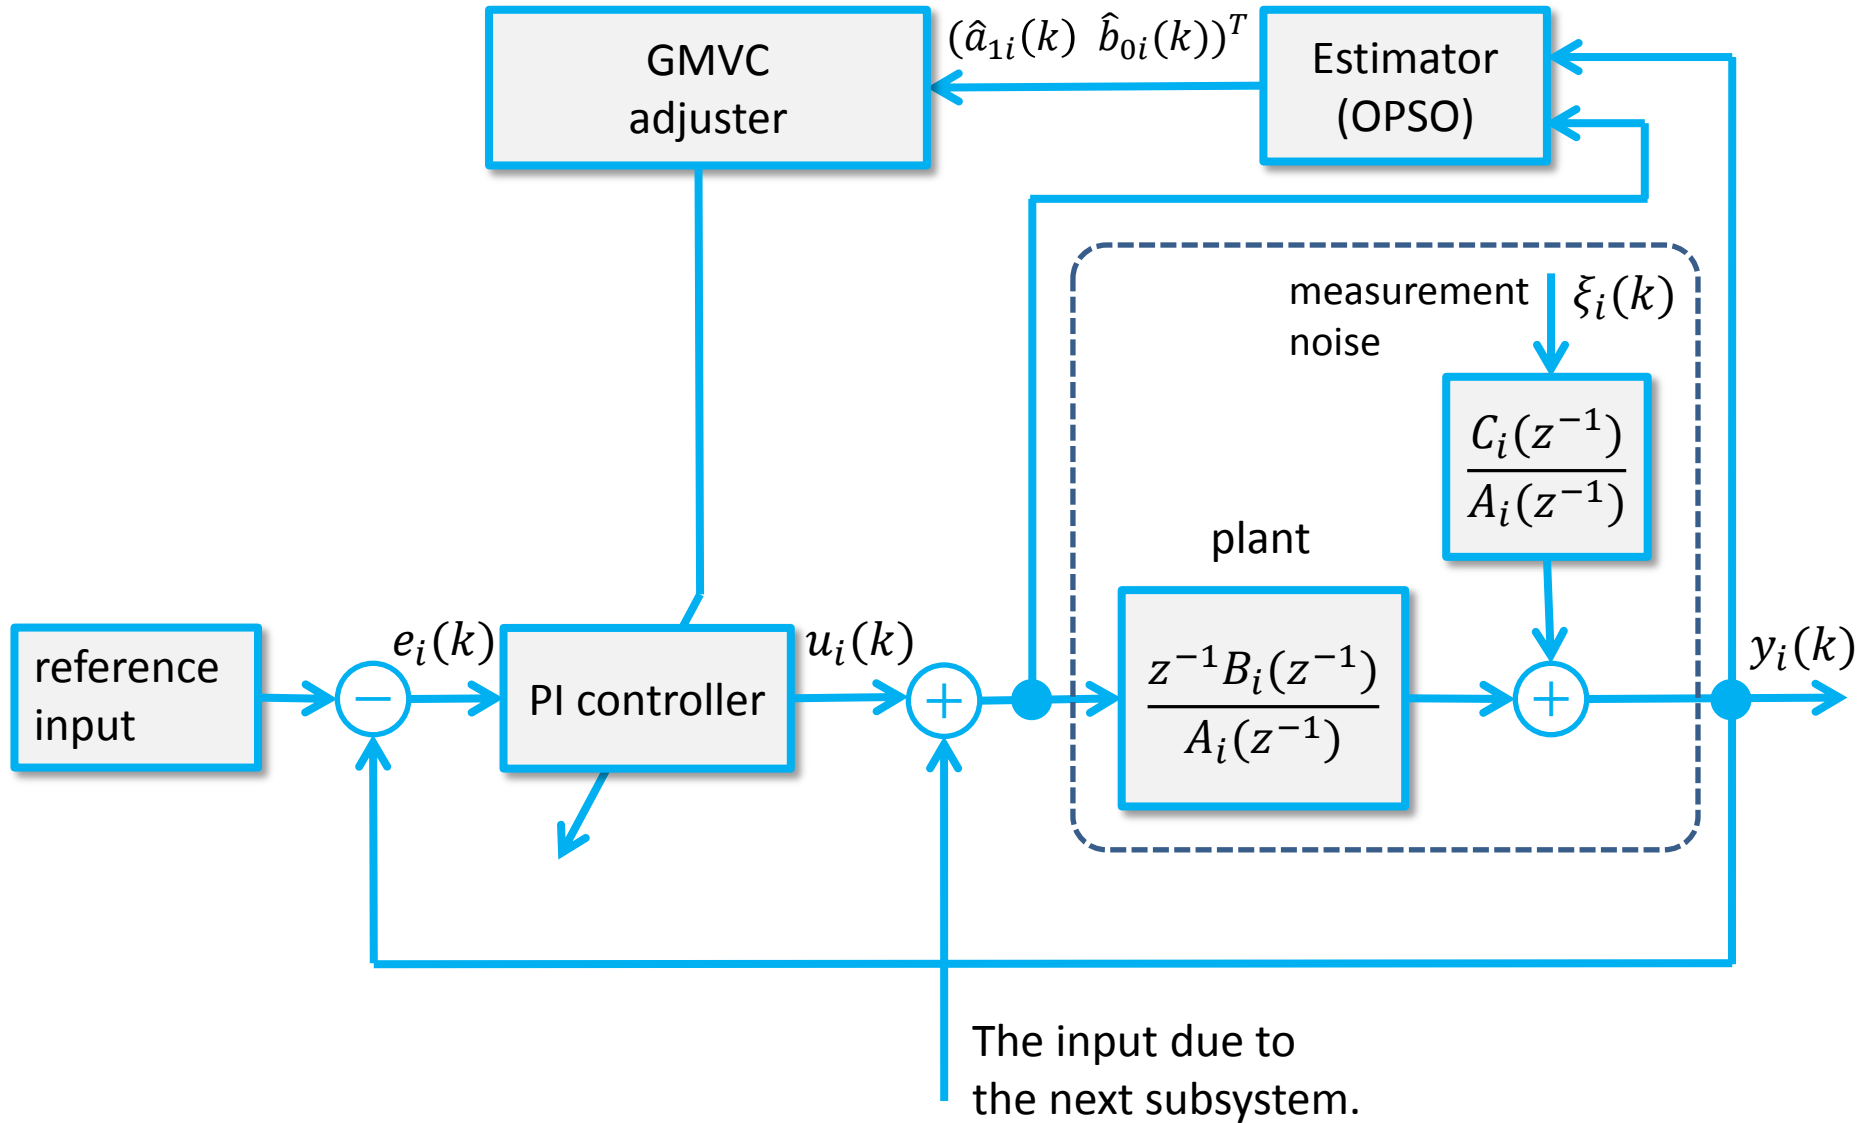 GMVC
adjuster
(â₁ᵢ(k) b̂₀ᵢ(k))ᵀ
Estimator
(OPSO)
measurement
noise
ξᵢ(k)
Cᵢ(z⁻¹)
Aᵢ(z⁻¹)
plant
reference
input
−
eᵢ(k)
PI controller
uᵢ(k)
+
z⁻¹Bᵢ(z⁻¹)
Aᵢ(z⁻¹)
+
yᵢ(k)
The input due to
the next subsystem.